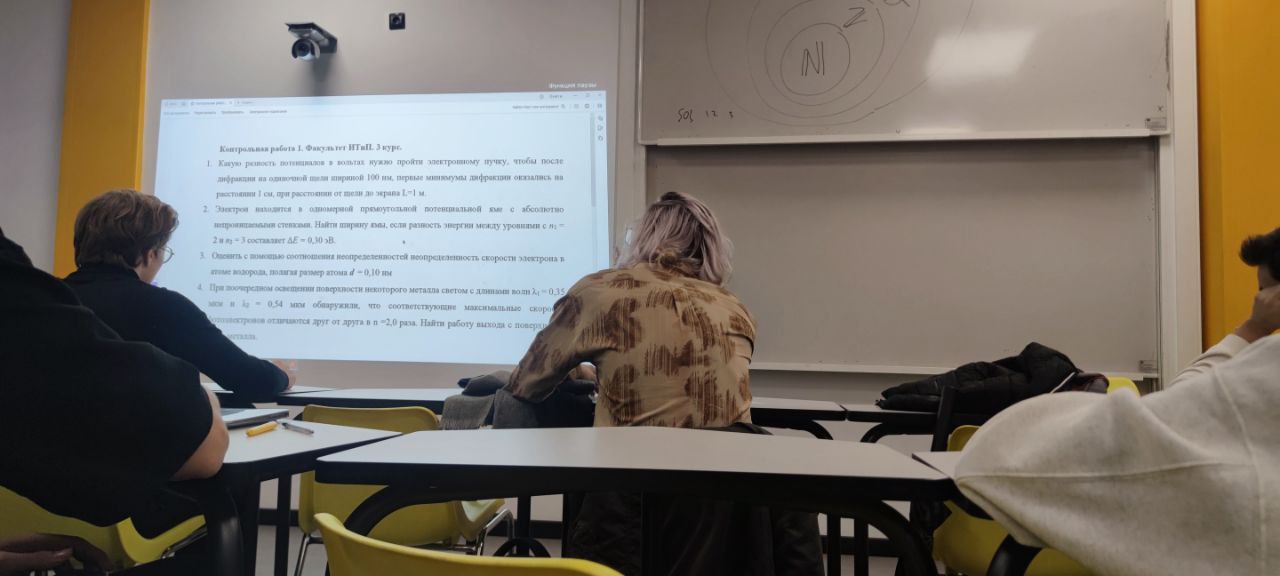 Функция паузы
Контрольная работа 1. Факультет ИТиП. 3 курс.
1. Какую разность потенциалов в вольтах нужно пройти электронному пучку, чтобы после
дифракции на одиночной щели шириной 100 нм, первые минимумы дифракции оказались на
расстоянии 1 см, при расстоянии от щели до экрана L=1 м.
2. Электрон находится в одномерной прямоугольной потенциальной яме с абсолютно
непроницаемыми стенками. Найти ширину ямы, если разность энергии между уровнями с n₁ =
2 и n₂ = 3 составляет ΔE = 0,30 эВ.
3. Оценить с помощью соотношения неопределенностей неопределенность скорости электрона в
атоме водорода, полагая размер атома d = 0,10 нм
4. При поочередном освещении поверхности некоторого металла светом с длинами волн λ₁ = 0,35
мкм и λ₂ = 0,54 мкм обнаружили, что соответствующие максимальные
фотоэлектронов отличаются друг от друга в n =2,0 раза. Найти работу выхода с
металла.
N
1 2 3